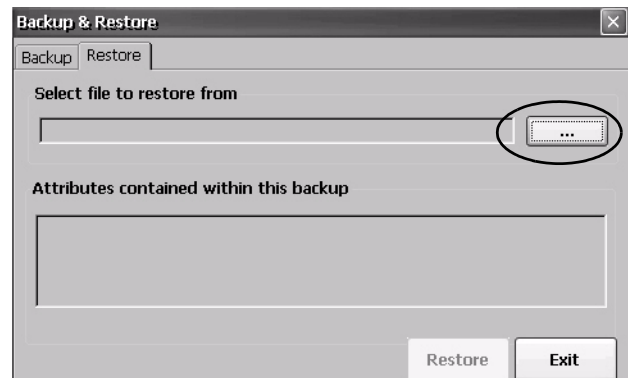 Backup & Restore
Backup Restore
Select file to restore from
...
Attributes contained within this backup
Restore Exit